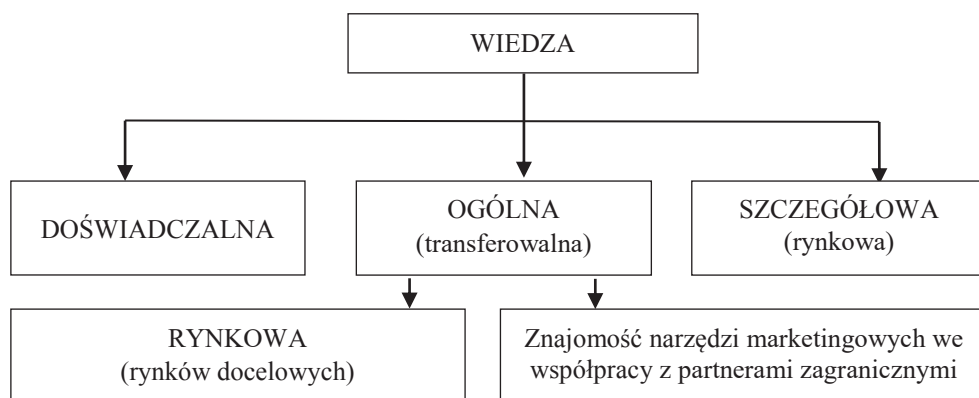 WIEDZA
DOŚWIADCZALNA
OGÓLNA
(transferowalna)
SZCZEGÓŁOWA
(rynkowa)
RYNKOWA
(rynków docelowych)
Znajomość narzędzi marketingowych we
współpracy z partnerami zagranicznymi